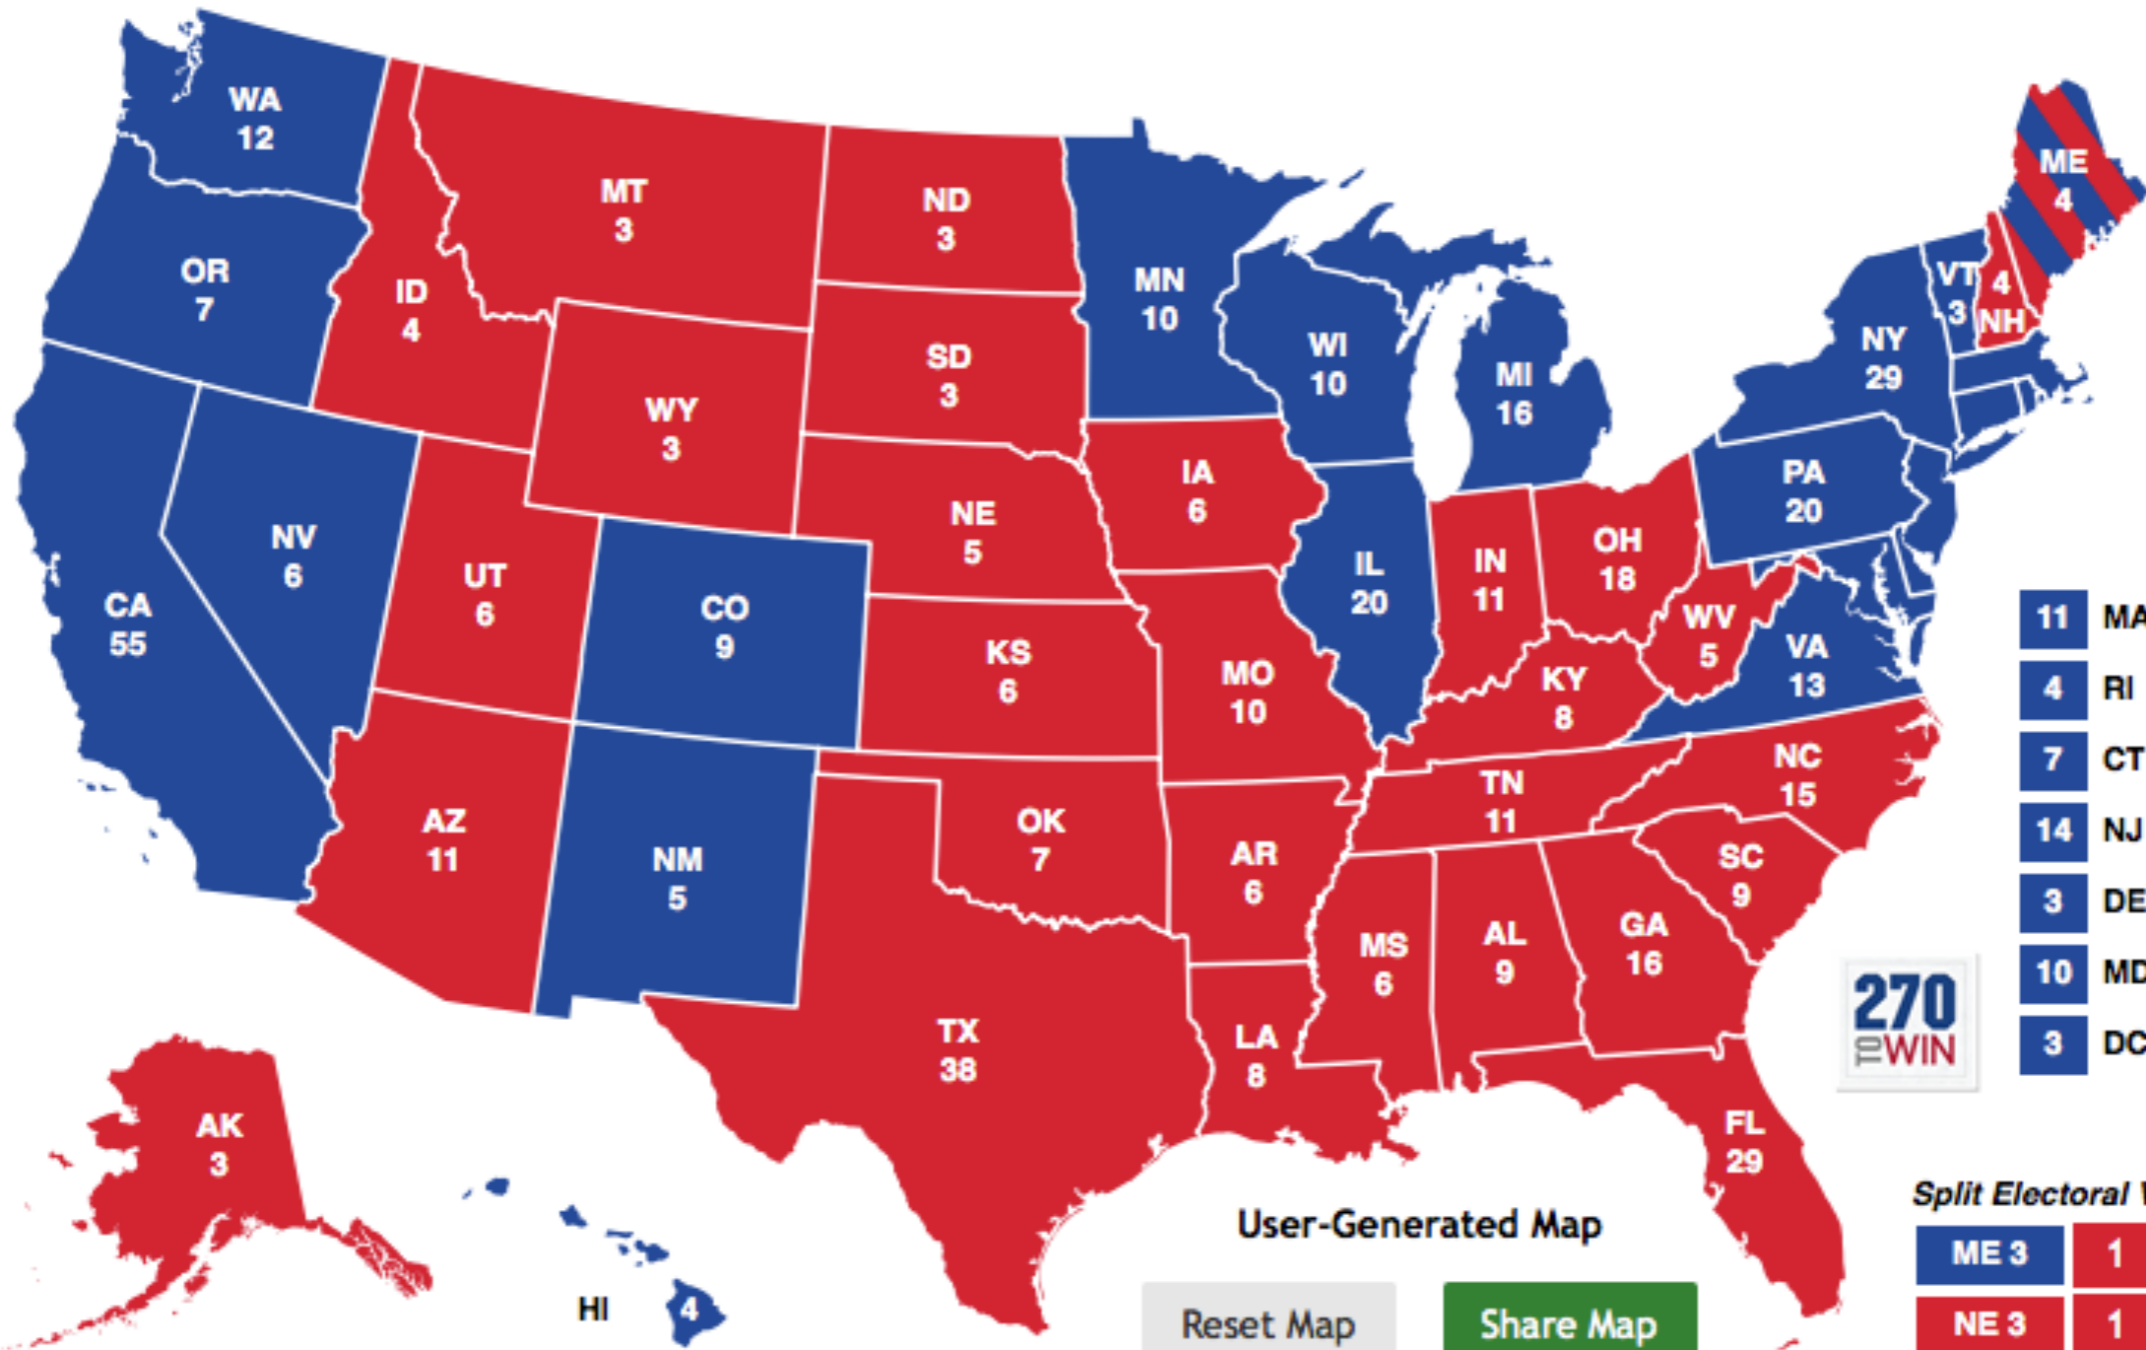 WA
12
OR
7
CA
55
NV
6
ID
4
MT
3
WY
3
UT
6
AZ
11
CO
9
NM
5
ND
3
SD
3
NE
5
KS
6
OK
7
TX
38
MN
10
IA
6
MO
10
AR
6
LA
8
WI
10
IL
20
MI
16
IN
11
OH
18
KY
8
TN
11
MS
6
AL
9
GA
16
FL
29
SC
9
NC
15
VA
13
WV
5
PA
20
NY
29
VT
3
4
NH
ME
4
11 MA
4 RI
7 CT
14 NJ
3 DE
10 MD
3 DC
270
TO WIN
AK
3
HI 4
User-Generated Map
Reset Map Share Map
Split Electoral V
ME 3 1
NE 3 1